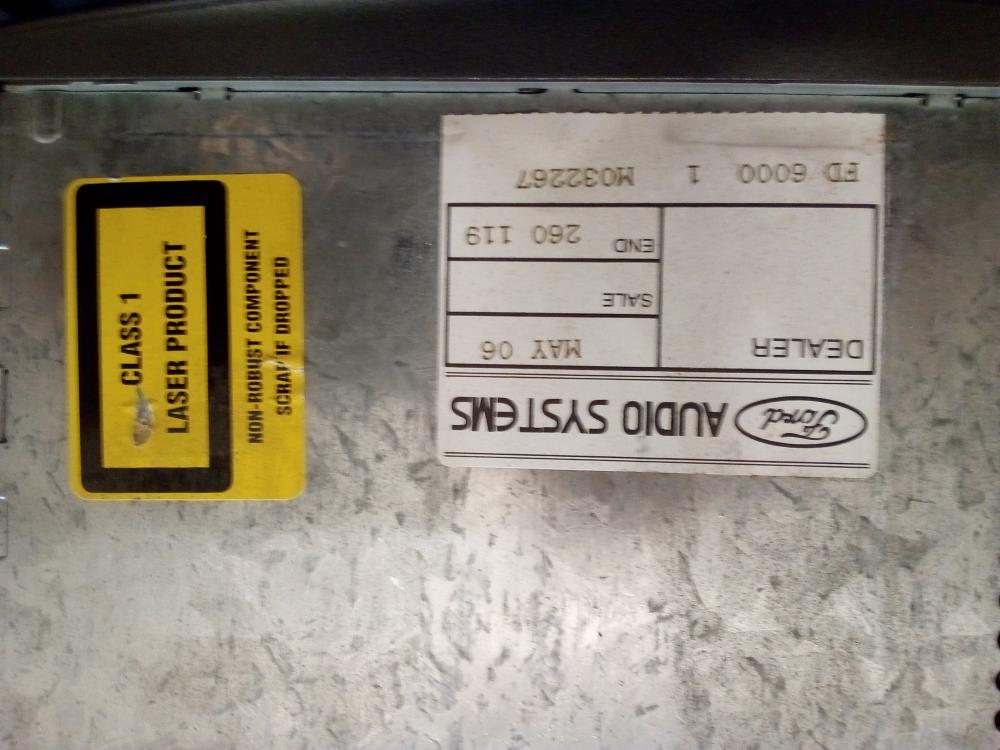 CLASS 1
LASER PRODUCT
NON-ROBUST COMPONENT
SCRAP IF DROPPED
Ford AUDIO SYSTEMS
DEALER
MAY 06
SALE
END 260 119
FD 6000 1 M032267